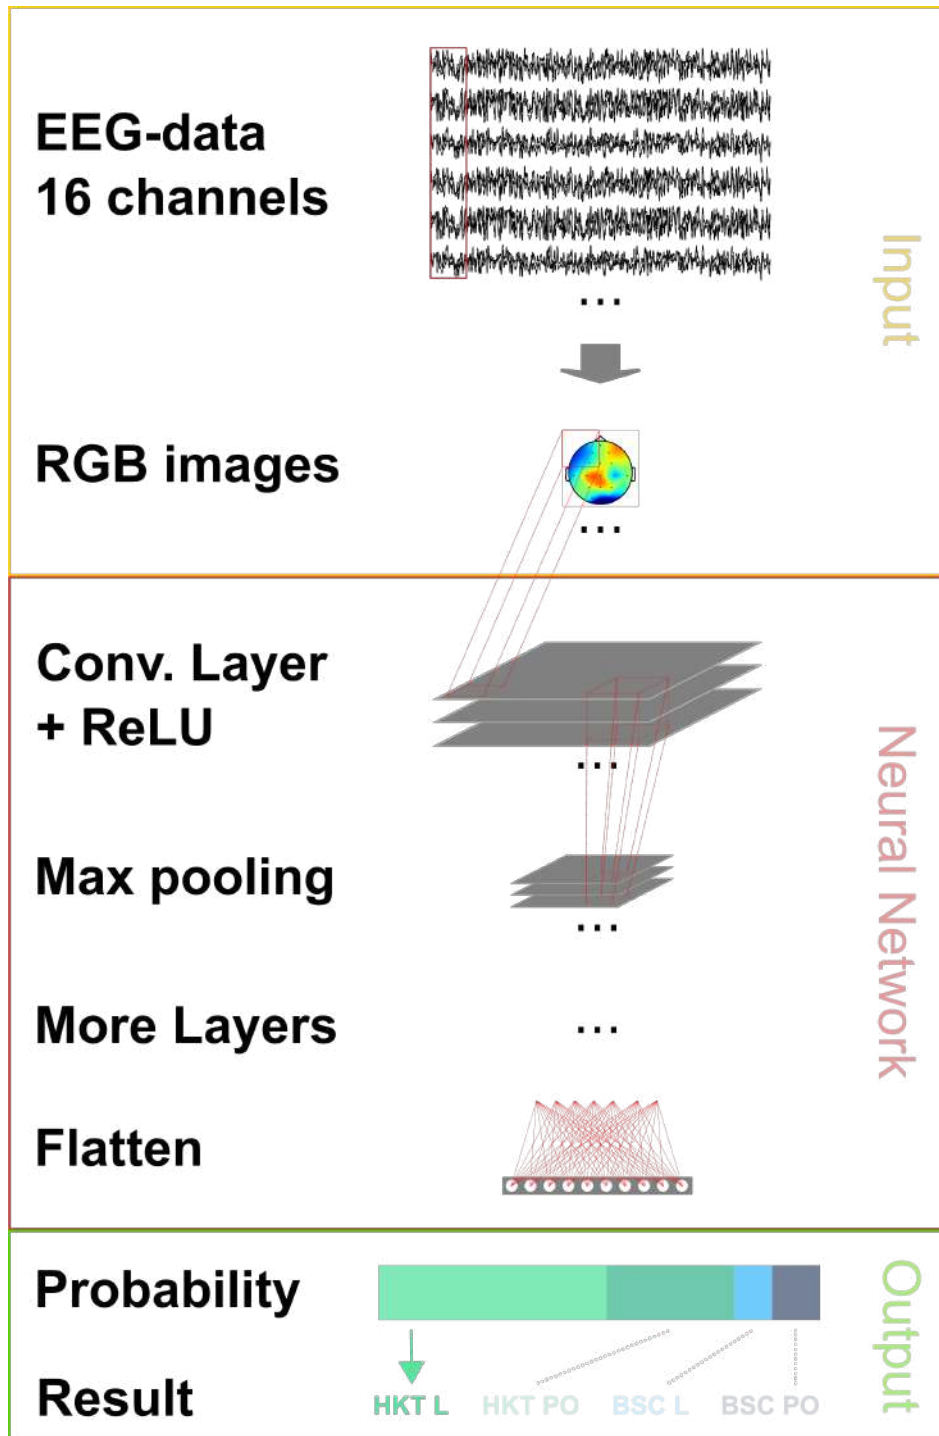 EEG-data
16 channels
...
Input
RGB images
...
Conv. Layer
+ ReLU
...
Neural Network
Max pooling
...
More Layers
...
Flatten
Probability
Output
Result
HKT L HKT PO BSC L BSC PO